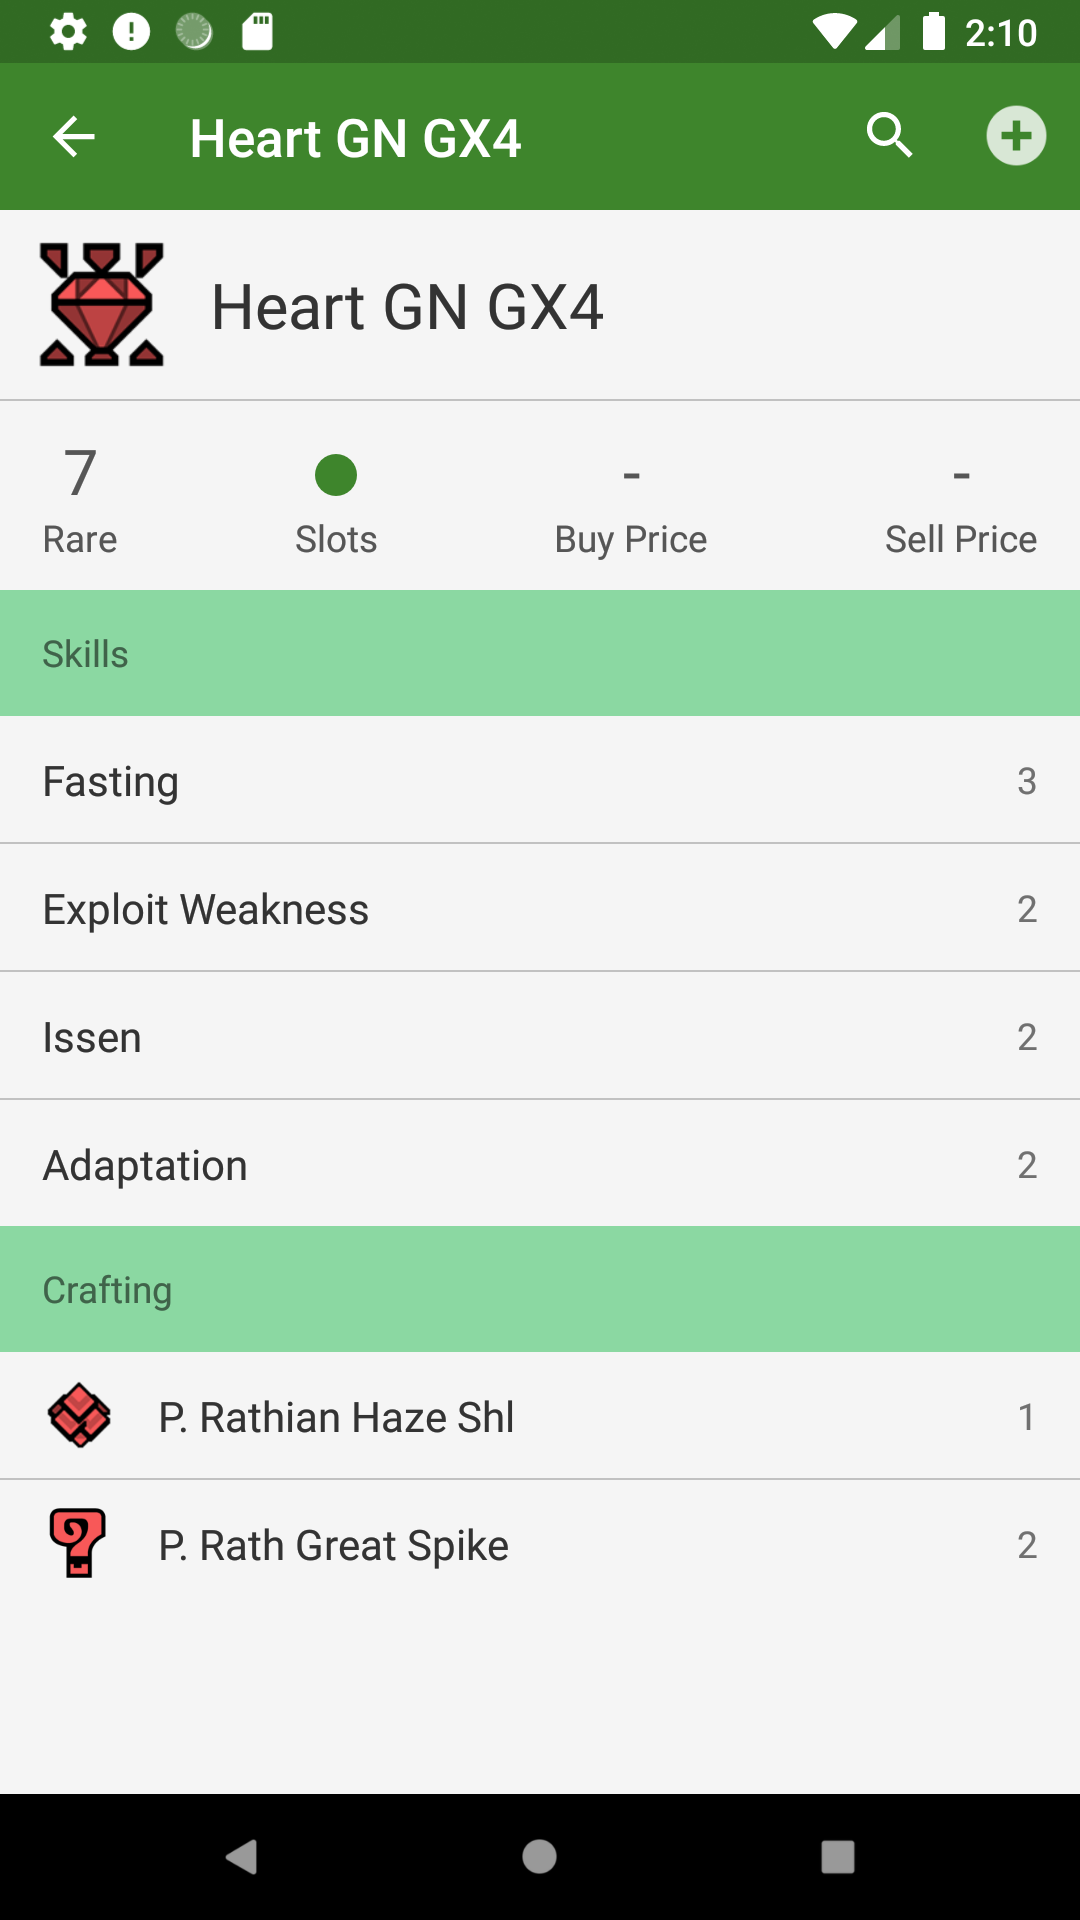 2:10
Heart GN GX4
Heart GN GX4
7 - -
Rare Slots Buy Price Sell Price
Skills
Fasting 3
Exploit Weakness 2
Issen 2
Adaptation 2
Crafting
P. Rathian Haze Shl 1
P. Rath Great Spike 2